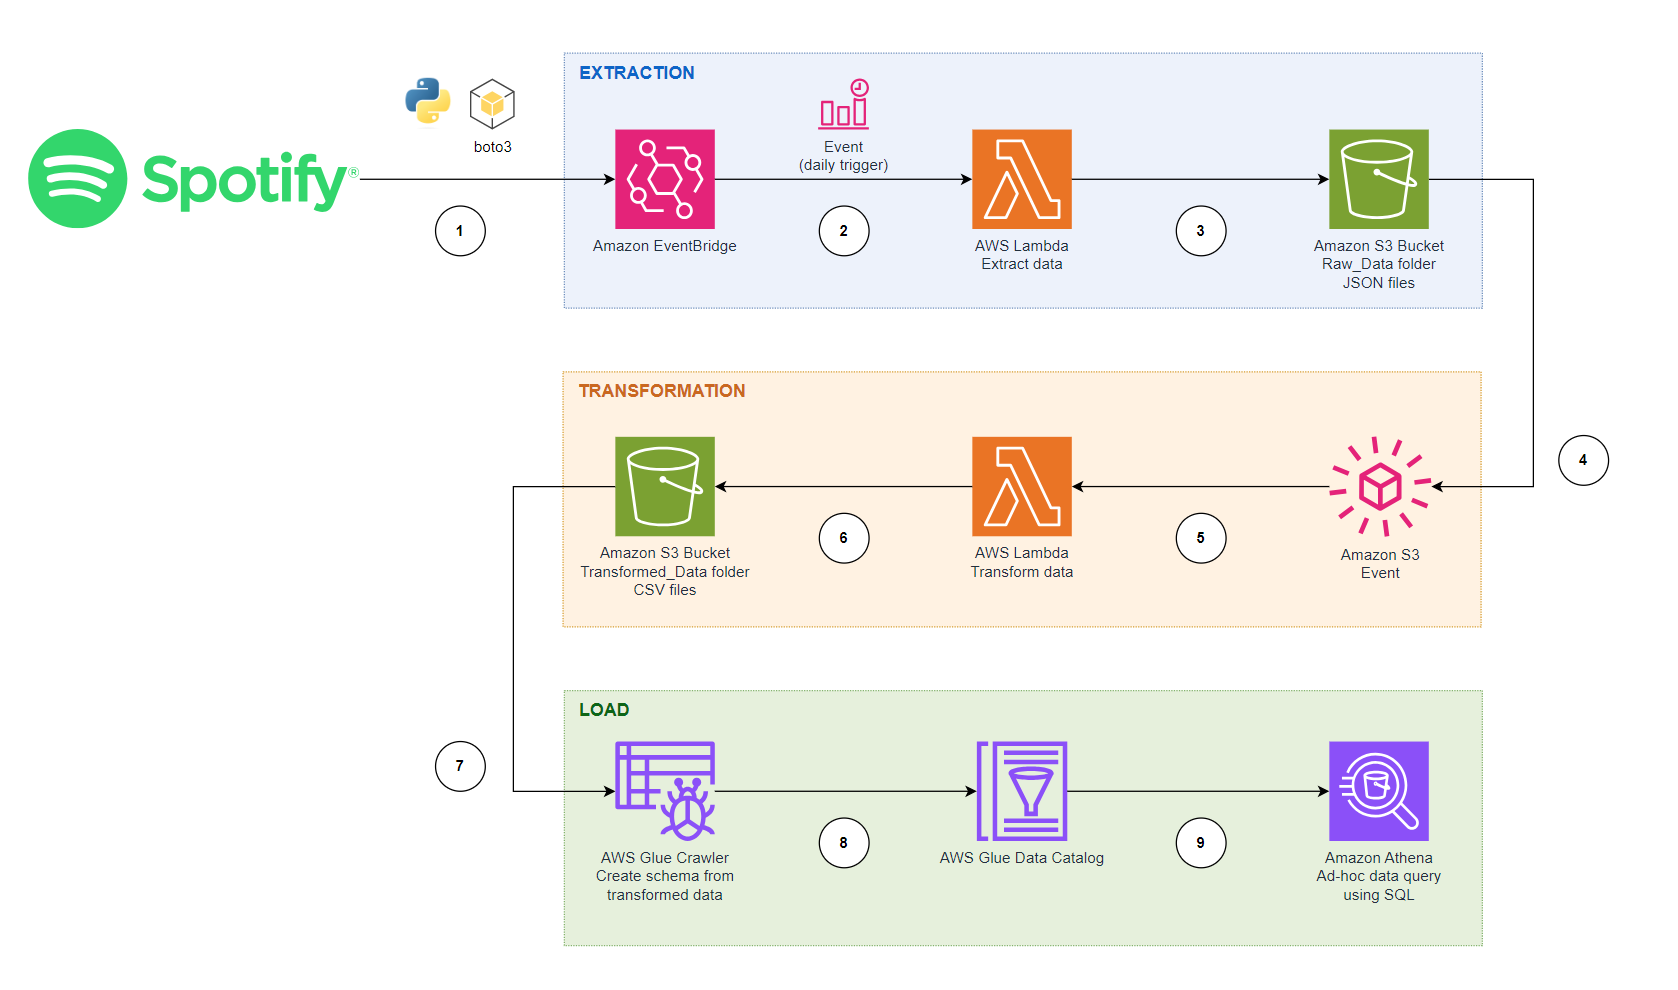 EXTRACTION
boto3
Event
(daily trigger)
Spotify®
1
2
3
Amazon EventBridge
AWS Lambda
Extract data
Amazon S3 Bucket
Raw_Data folder
JSON files
TRANSFORMATION
4
5
6
Amazon S3
Event
AWS Lambda
Transform data
Amazon S3 Bucket
Transformed_Data folder
CSV files
LOAD
7
8
9
AWS Glue Crawler
Create schema from
transformed data
AWS Glue Data Catalog
Amazon Athena
Ad-hoc data query
using SQL